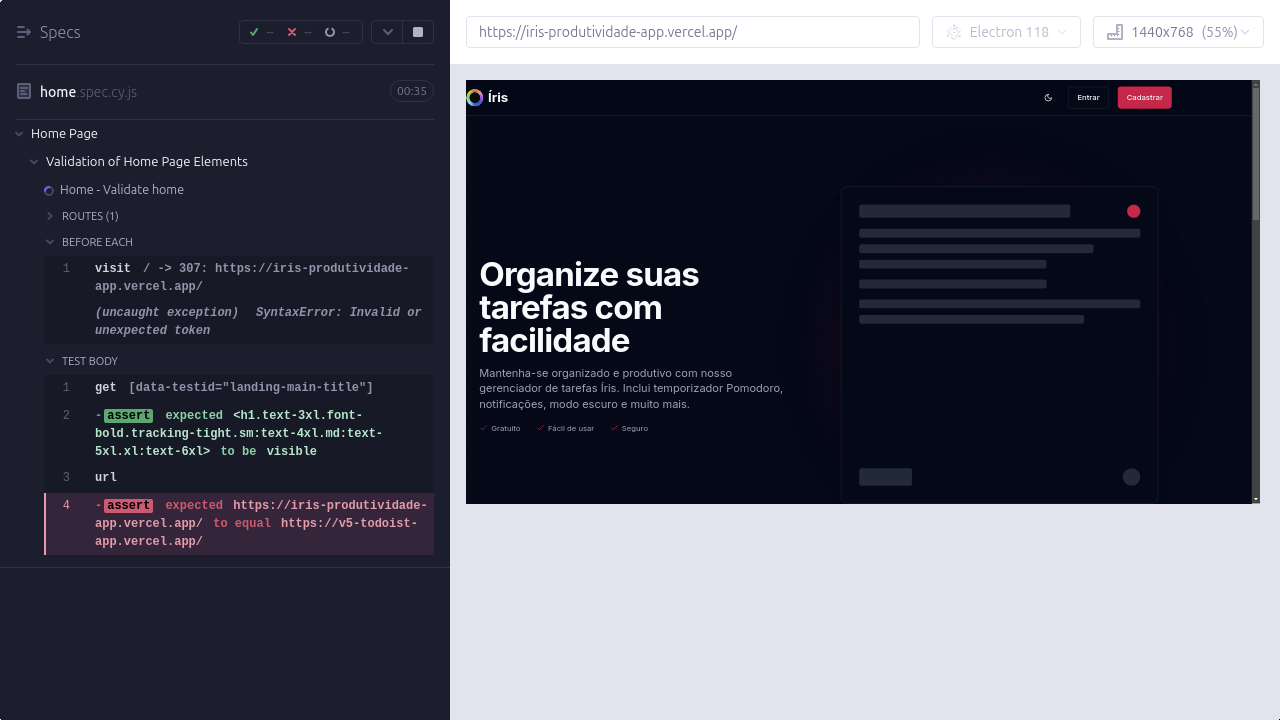 Specs
--
--
--
home.spec.cy.js
00:35
Home Page
Validation of Home Page Elements
Home - Validate home
ROUTES (1)
BEFORE EACH
1 visit / -> 307: https://iris-produtividade-
app.vercel.app/
(uncaught exception) SyntaxError: Invalid or
unexpected token
TEST BODY
1 get [data-testid="landing-main-title"]
2 -assert expected <h1.text-3xl.font-
bold.tracking-tight.sm:text-4xl.md:text-
5xl.xl:text-6xl> to be visible
3 url
4 -assert expected https://iris-produtividade-
app.vercel.app/ to equal https://v5-todoist-
app.vercel.app/
https://iris-produtividade-app.vercel.app/
Electron 118
1440x768 (55%)
Íris
Entrar
Cadastrar
Organize suas
tarefas com
facilidade
Mantenha-se organizado e produtivo com nosso
gerenciador de tarefas Íris. Inclui temporizador Pomodoro,
notificações, modo escuro e muito mais.
Gratuito
Fácil de usar
Seguro